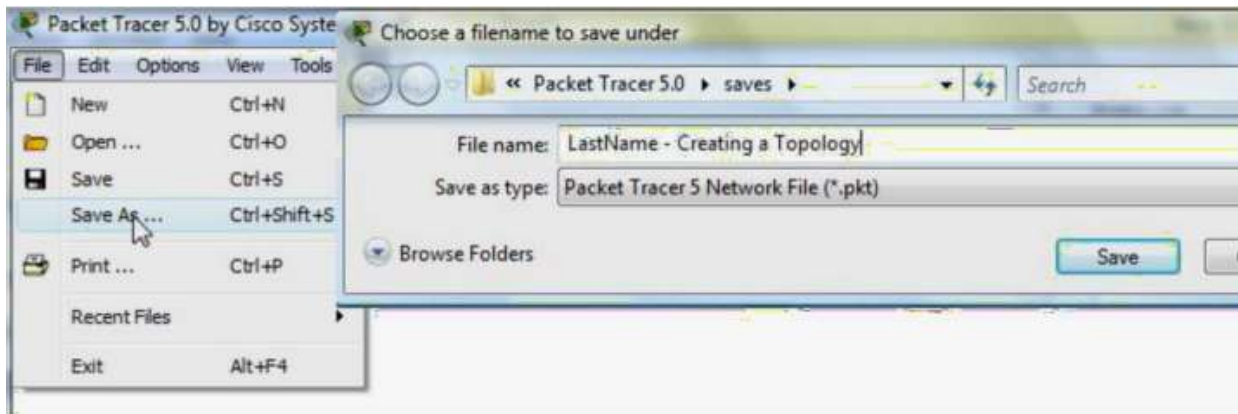 Packet Tracer 5.0 by Cisco Syste
File Edit Options View Tools
New Ctrl+N
Open ... Ctrl+O
Save Ctrl+S
Save As ... Ctrl+Shift+S
Print ... Ctrl+P
Recent Files
Exit Alt+F4
Choose a filename to save under
« Packet Tracer 5.0 saves
Search
File name: LastName - Creating a Topology
Save as type: Packet Tracer 5 Network File (*.pkt)
Browse Folders
Save